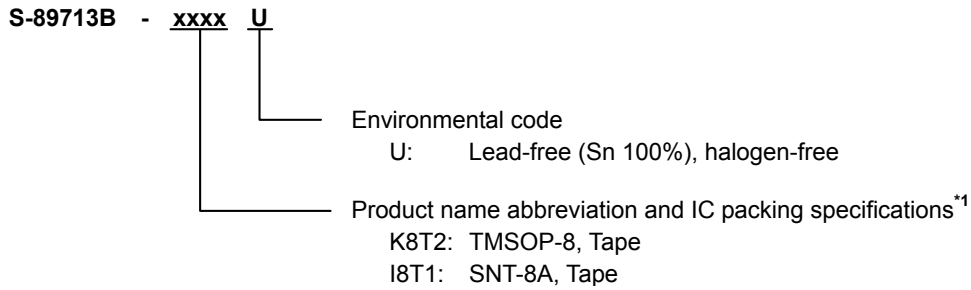 S-89713B - xxxx U
Environmental code
U: Lead-free (Sn 100%), halogen-free
Product name abbreviation and IC packing specifications*1
K8T2: TMSOP-8, Tape
I8T1: SNT-8A, Tape